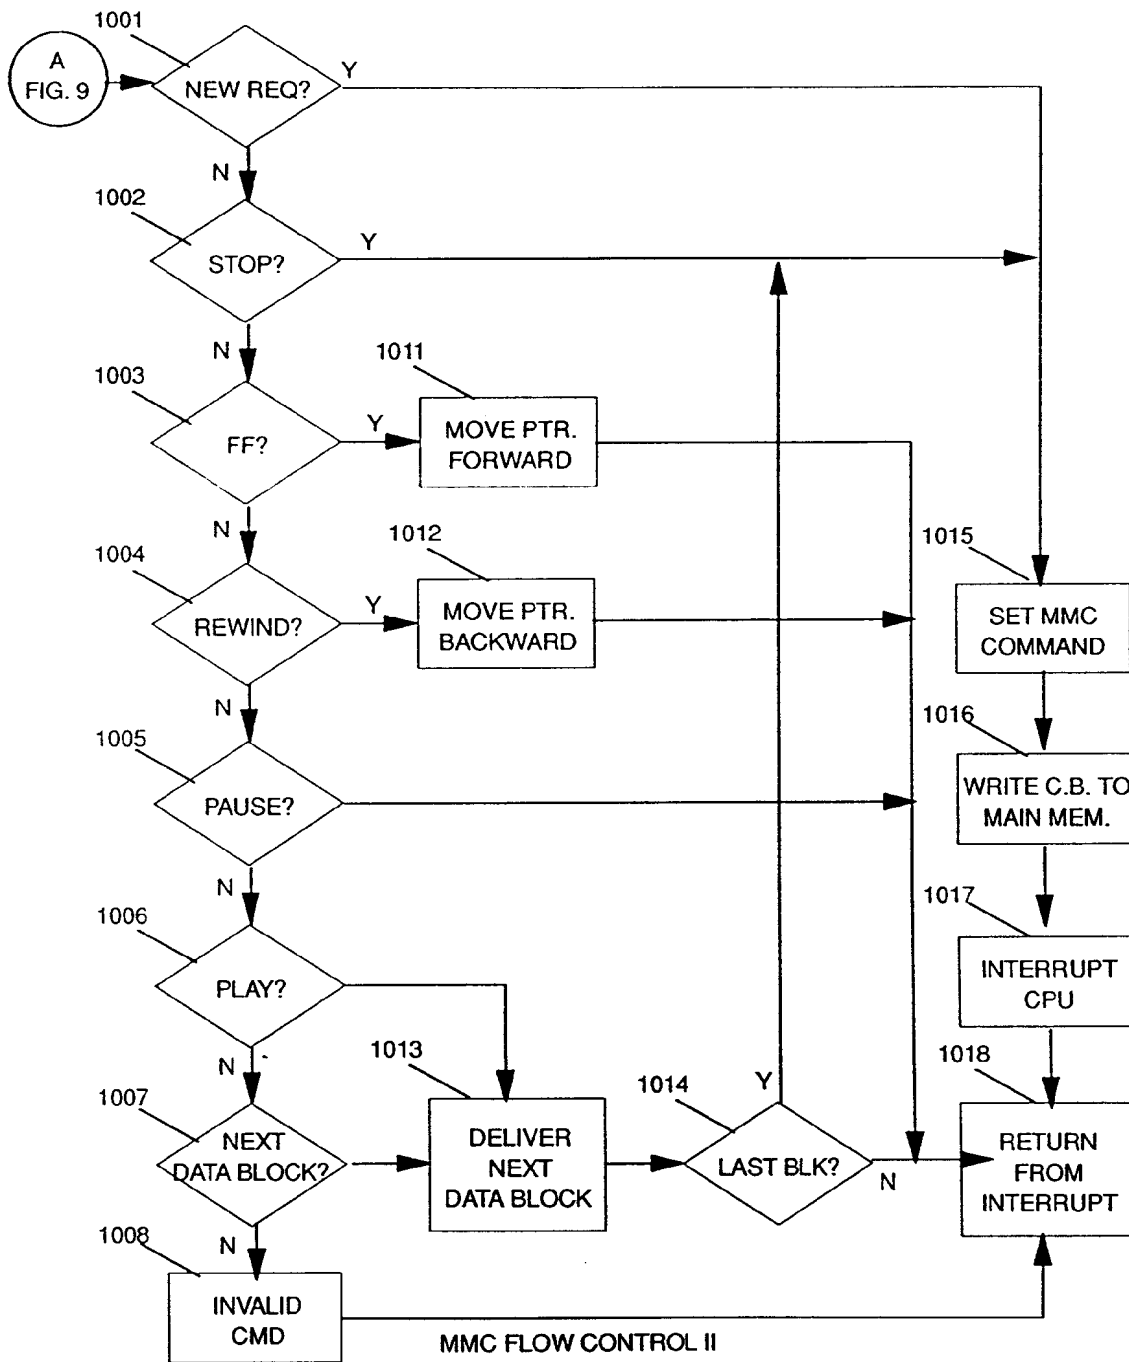 1001
A
FIG. 9
NEW REQ?
Y
N
1002
STOP?
Y
N
1003
FF?
Y
1011
MOVE PTR.
FORWARD
N
1004
REWIND?
Y
1012
MOVE PTR.
BACKWARD
1015
SET MMC
COMMAND
N
1005
PAUSE?
1016
WRITE C.B. TO
MAIN MEM.
N
1006
PLAY?
1017
INTERRUPT
CPU
N
1007
NEXT
DATA BLOCK?
1013
DELIVER
NEXT
DATA BLOCK
1014
Y
LAST BLK?
N
1018
RETURN
FROM
INTERRUPT
N
1008
INVALID
CMD
MMC FLOW CONTROL II